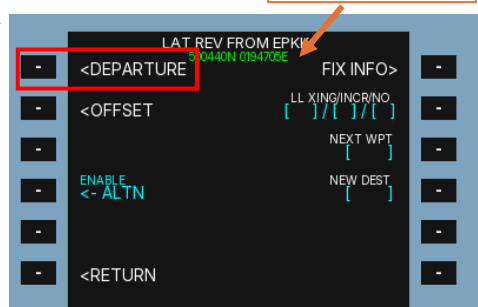 LAT REV FROM EPKK
500440N 0194705E
<DEPARTURE
FIX INFO>
<OFFSET
LL XING/INCR/NO
[ ]/[ ]/[ ]
NEXT WPT
[ ]
ENABLE
<- ALTN
NEW DEST
[ ]
<RETURN